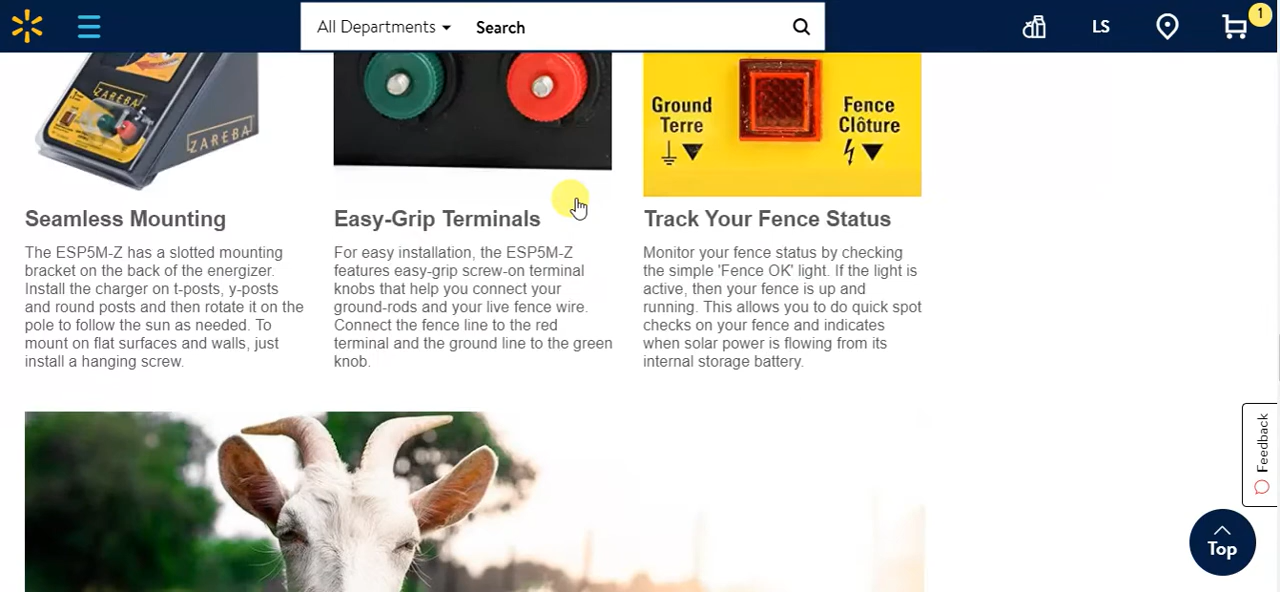 All Departments
Search
LS
1
ZAREBA
ZAREBA
Ground
Terre
Fence
Clôture
Seamless Mounting
The ESP5M-Z has a slotted mounting
bracket on the back of the energizer.
Install the charger on t-posts, y-posts
and round posts and then rotate it on the
pole to follow the sun as needed. To
mount on flat surfaces and walls, just
install a hanging screw.
Easy-Grip Terminals
For easy installation, the ESP5M-Z
features easy-grip screw-on terminal
knobs that help you connect your
ground-rods and your live fence wire.
Connect the fence line to the red
terminal and the ground line to the green
knob.
Track Your Fence Status
Monitor your fence status by checking
the simple 'Fence OK' light. If the light is
active, then your fence is up and
running. This allows you to do quick spot
checks on your fence and indicates
when solar power is flowing from its
internal storage battery.
Feedback
Top